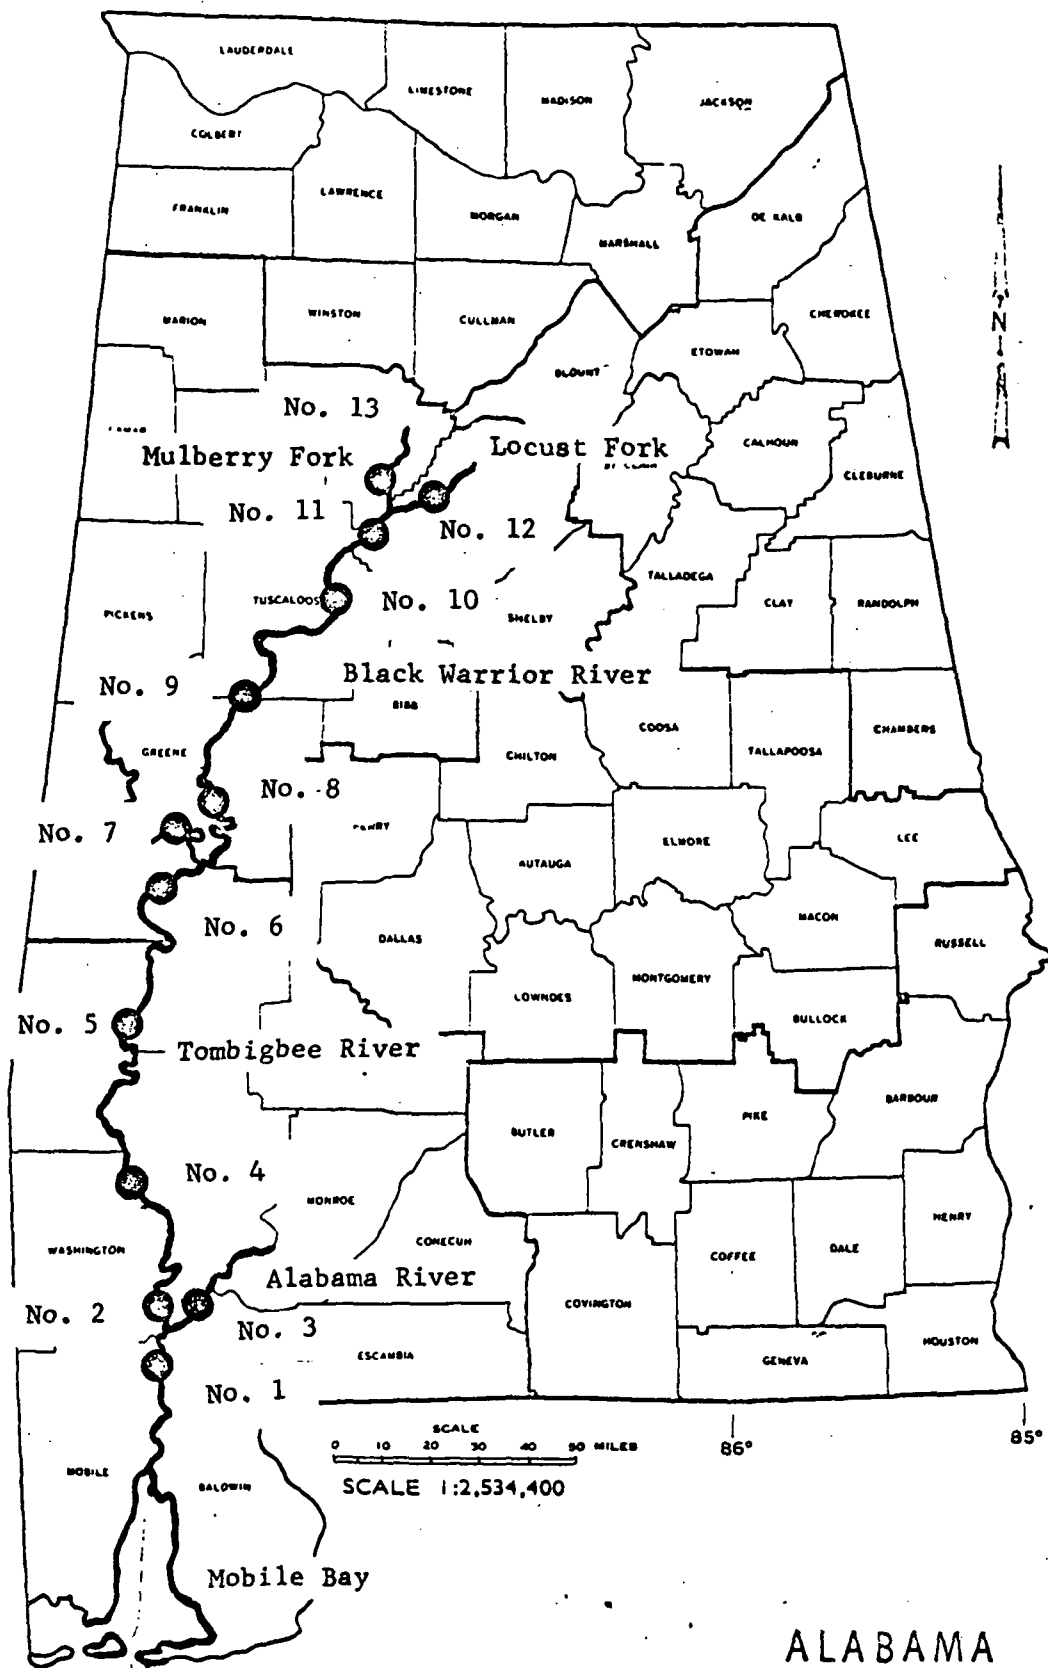 LAUDERDALE
LIMESTONE
MADISON
JACKSON
COLBERT
LAWRENCE
FRANKLIN
MORGAN
DE KALB
MARSHALL
N
MARION
WINSTON
CULLMAN
CHEROKEE
ETOWAH
BLOUNT
No. 13
CALHOUN
Mulberry Fork
Locust Fork
CLEBURNE
No. 11
No. 12
TALLADEGA
PICKENS
TUSCALOOS
No. 10
SHELBY
CLAY
RANDOLPH
No. 9
Black Warrior River
BIBB
COOSA
TALLAPOOSA
CHAMBERS
GREENE
CHILTON
No. 8
No. 7
PERRY
AUTAUGA
ELMORE
LEE
No. 6
DALLAS
MACON
RUSSELL
LOWNDES
MONTGOMERY
BULLOCK
No. 5
Tombigbee River
BARBOUR
BUTLER
CRENSHAW
PIKE
No. 4
MONROE
HENRY
WASHINGTON
CONECUH
COFFEE
DALE
Alabama River
No. 2
No. 3
COVINGTON
HOUSTON
ESCAMBIA
GENEVA
No. 1
SCALE
0 10 20 30 40 50 MILES
SCALE 1:2,534,400
86°
85°
MOBILE
BALDWIN
Mobile Bay
ALABAMA